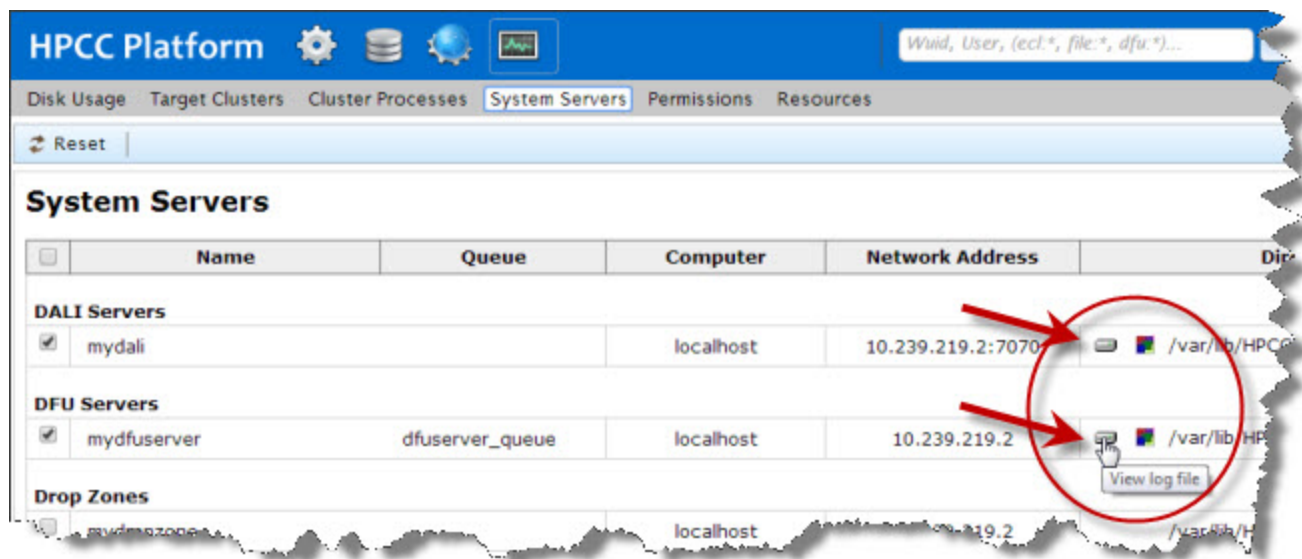 HPCC Platform Wuid, User, (ecl:*, file:*, dfu:*)...
Disk Usage Target Clusters Cluster Processes System Servers Permissions Resources
Reset
System Servers
Name Queue Computer Network Address
DALI Servers
mydali localhost 10.239.219.2:7070 /var/lib/HPCC
DFU Servers
mydfuserver dfuserver_queue localhost 10.239.219.2 /var/lib/HP
View log file
Drop Zones
localhost